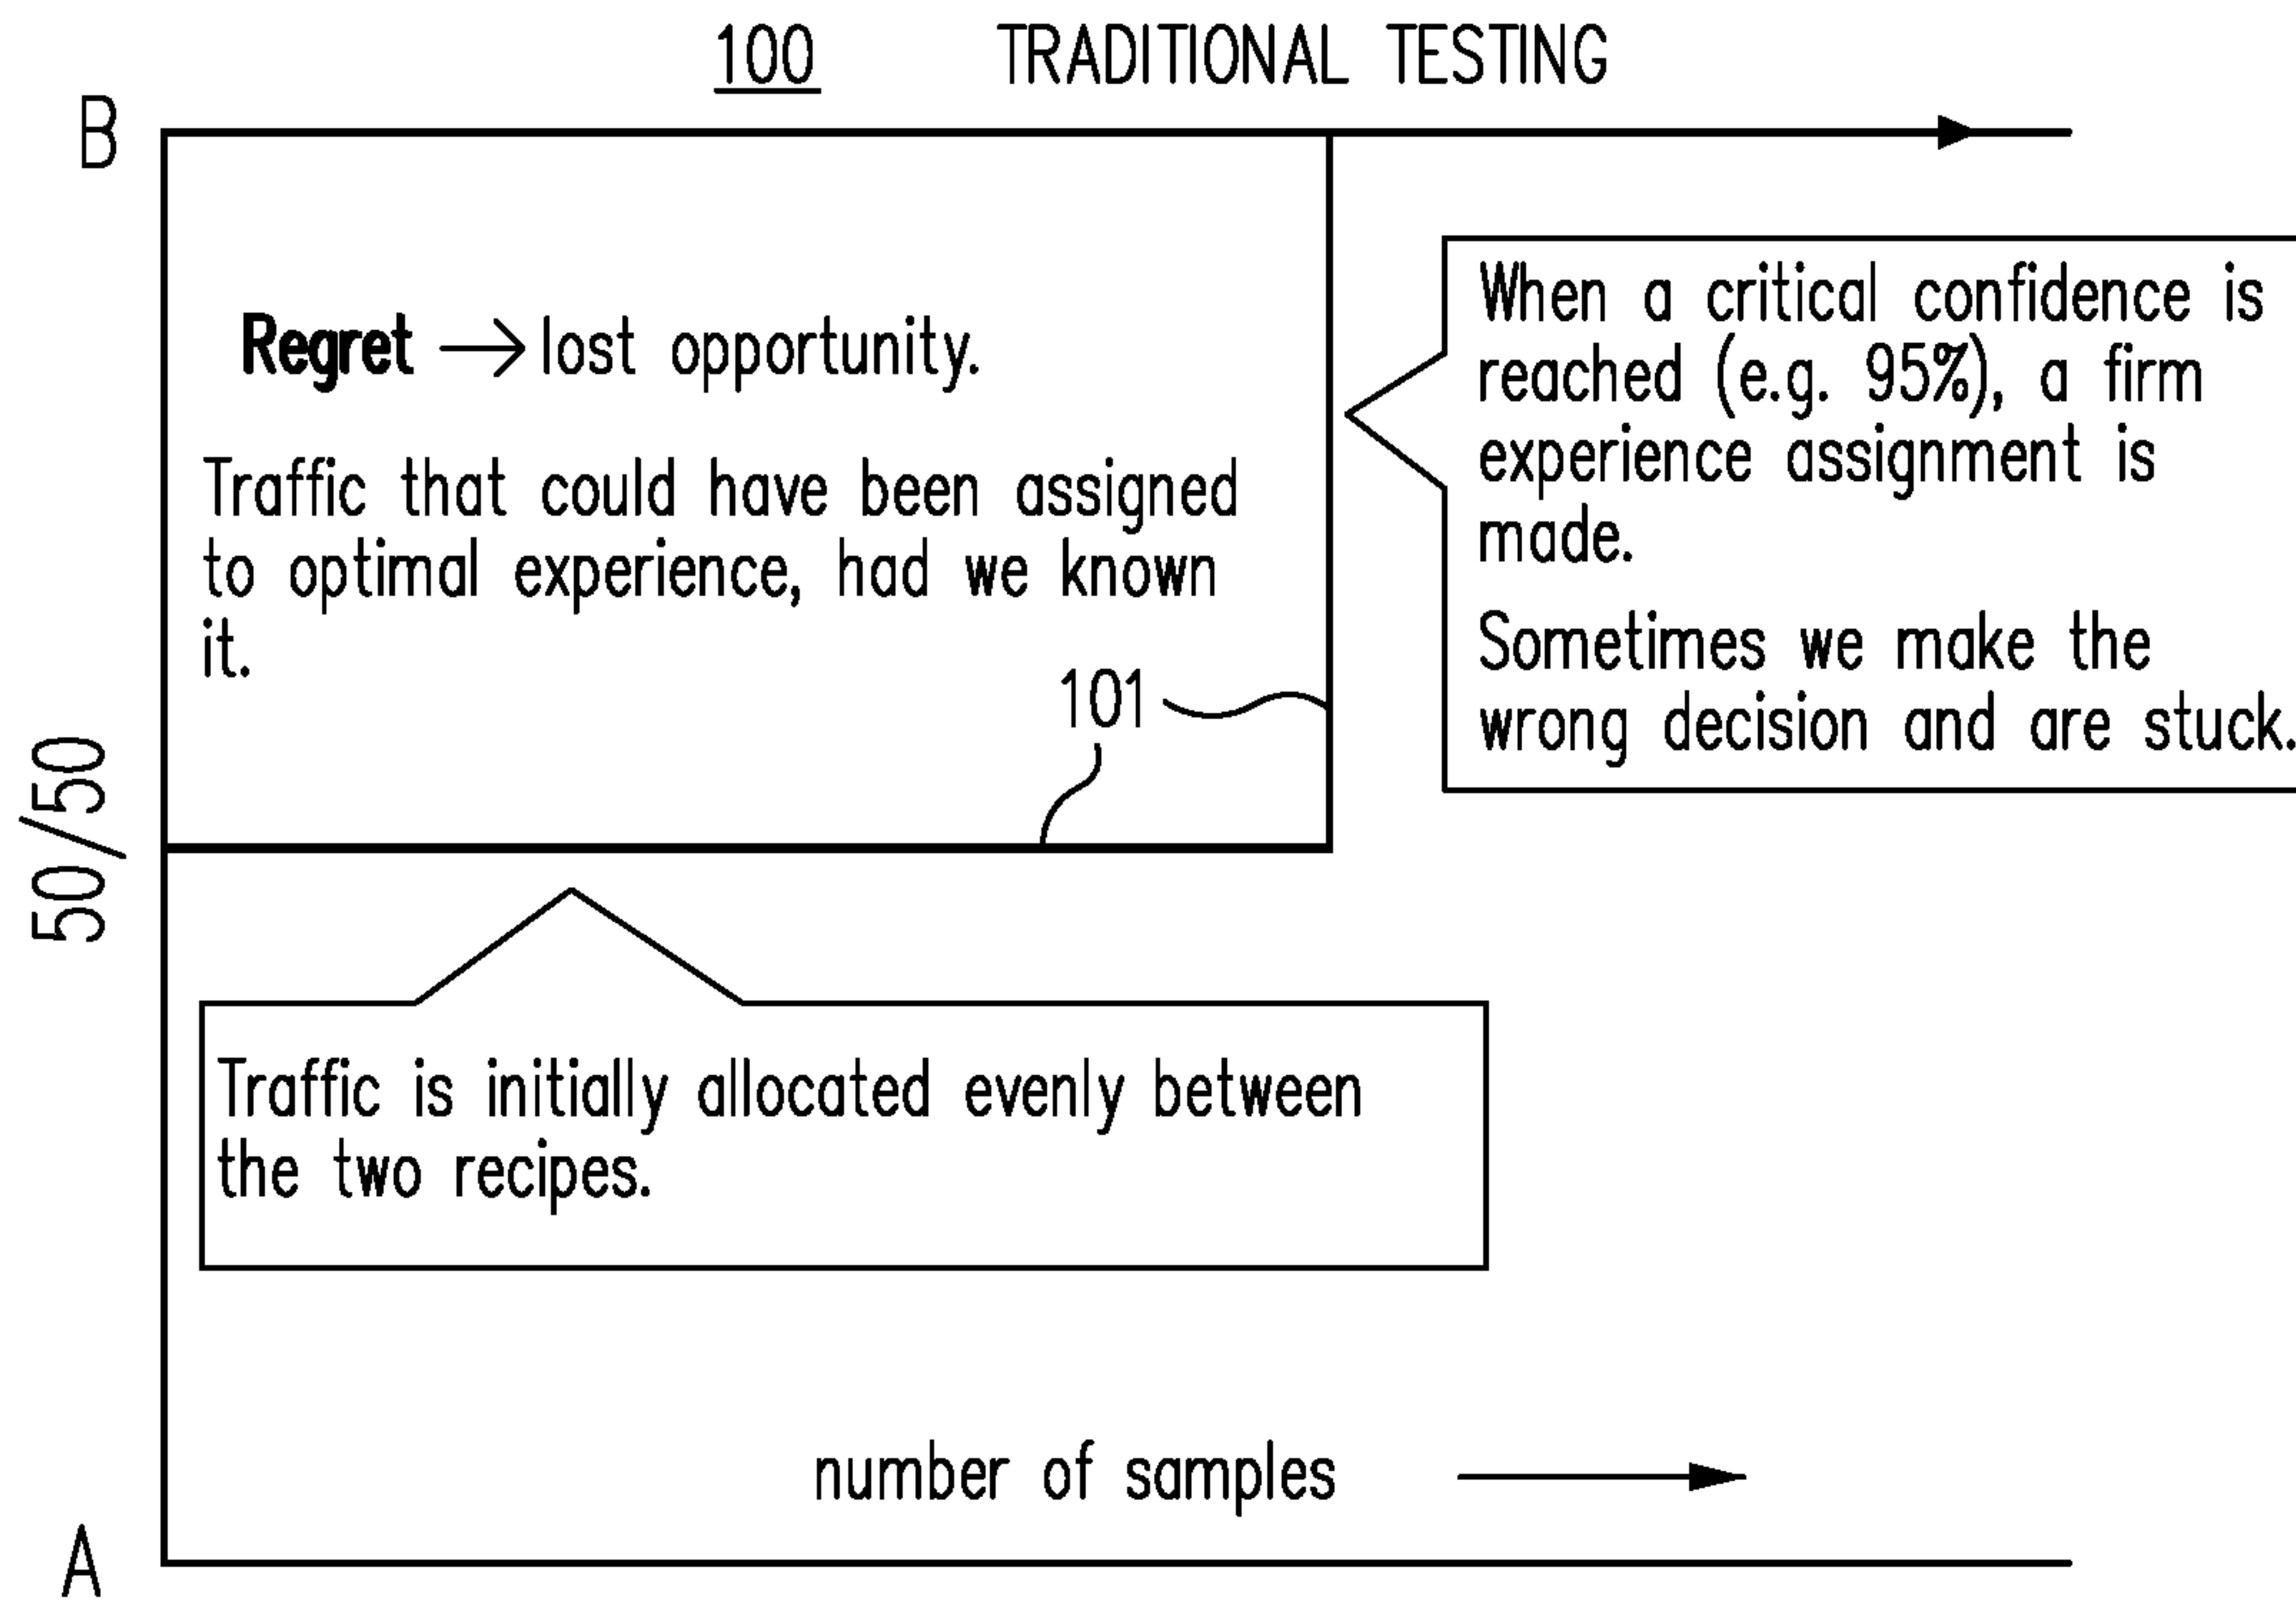 100 TRADITIONAL TESTING
B
Regret → lost opportunity.
Traffic that could have been assigned
to optimal experience, had we known
it.
101
When a critical confidence is
reached (e.g. 95%), a firm
experience assignment is
made.
Sometimes we make the
wrong decision and are stuck.
50/50
Traffic is initially allocated evenly between
the two recipes.
number of samples
A